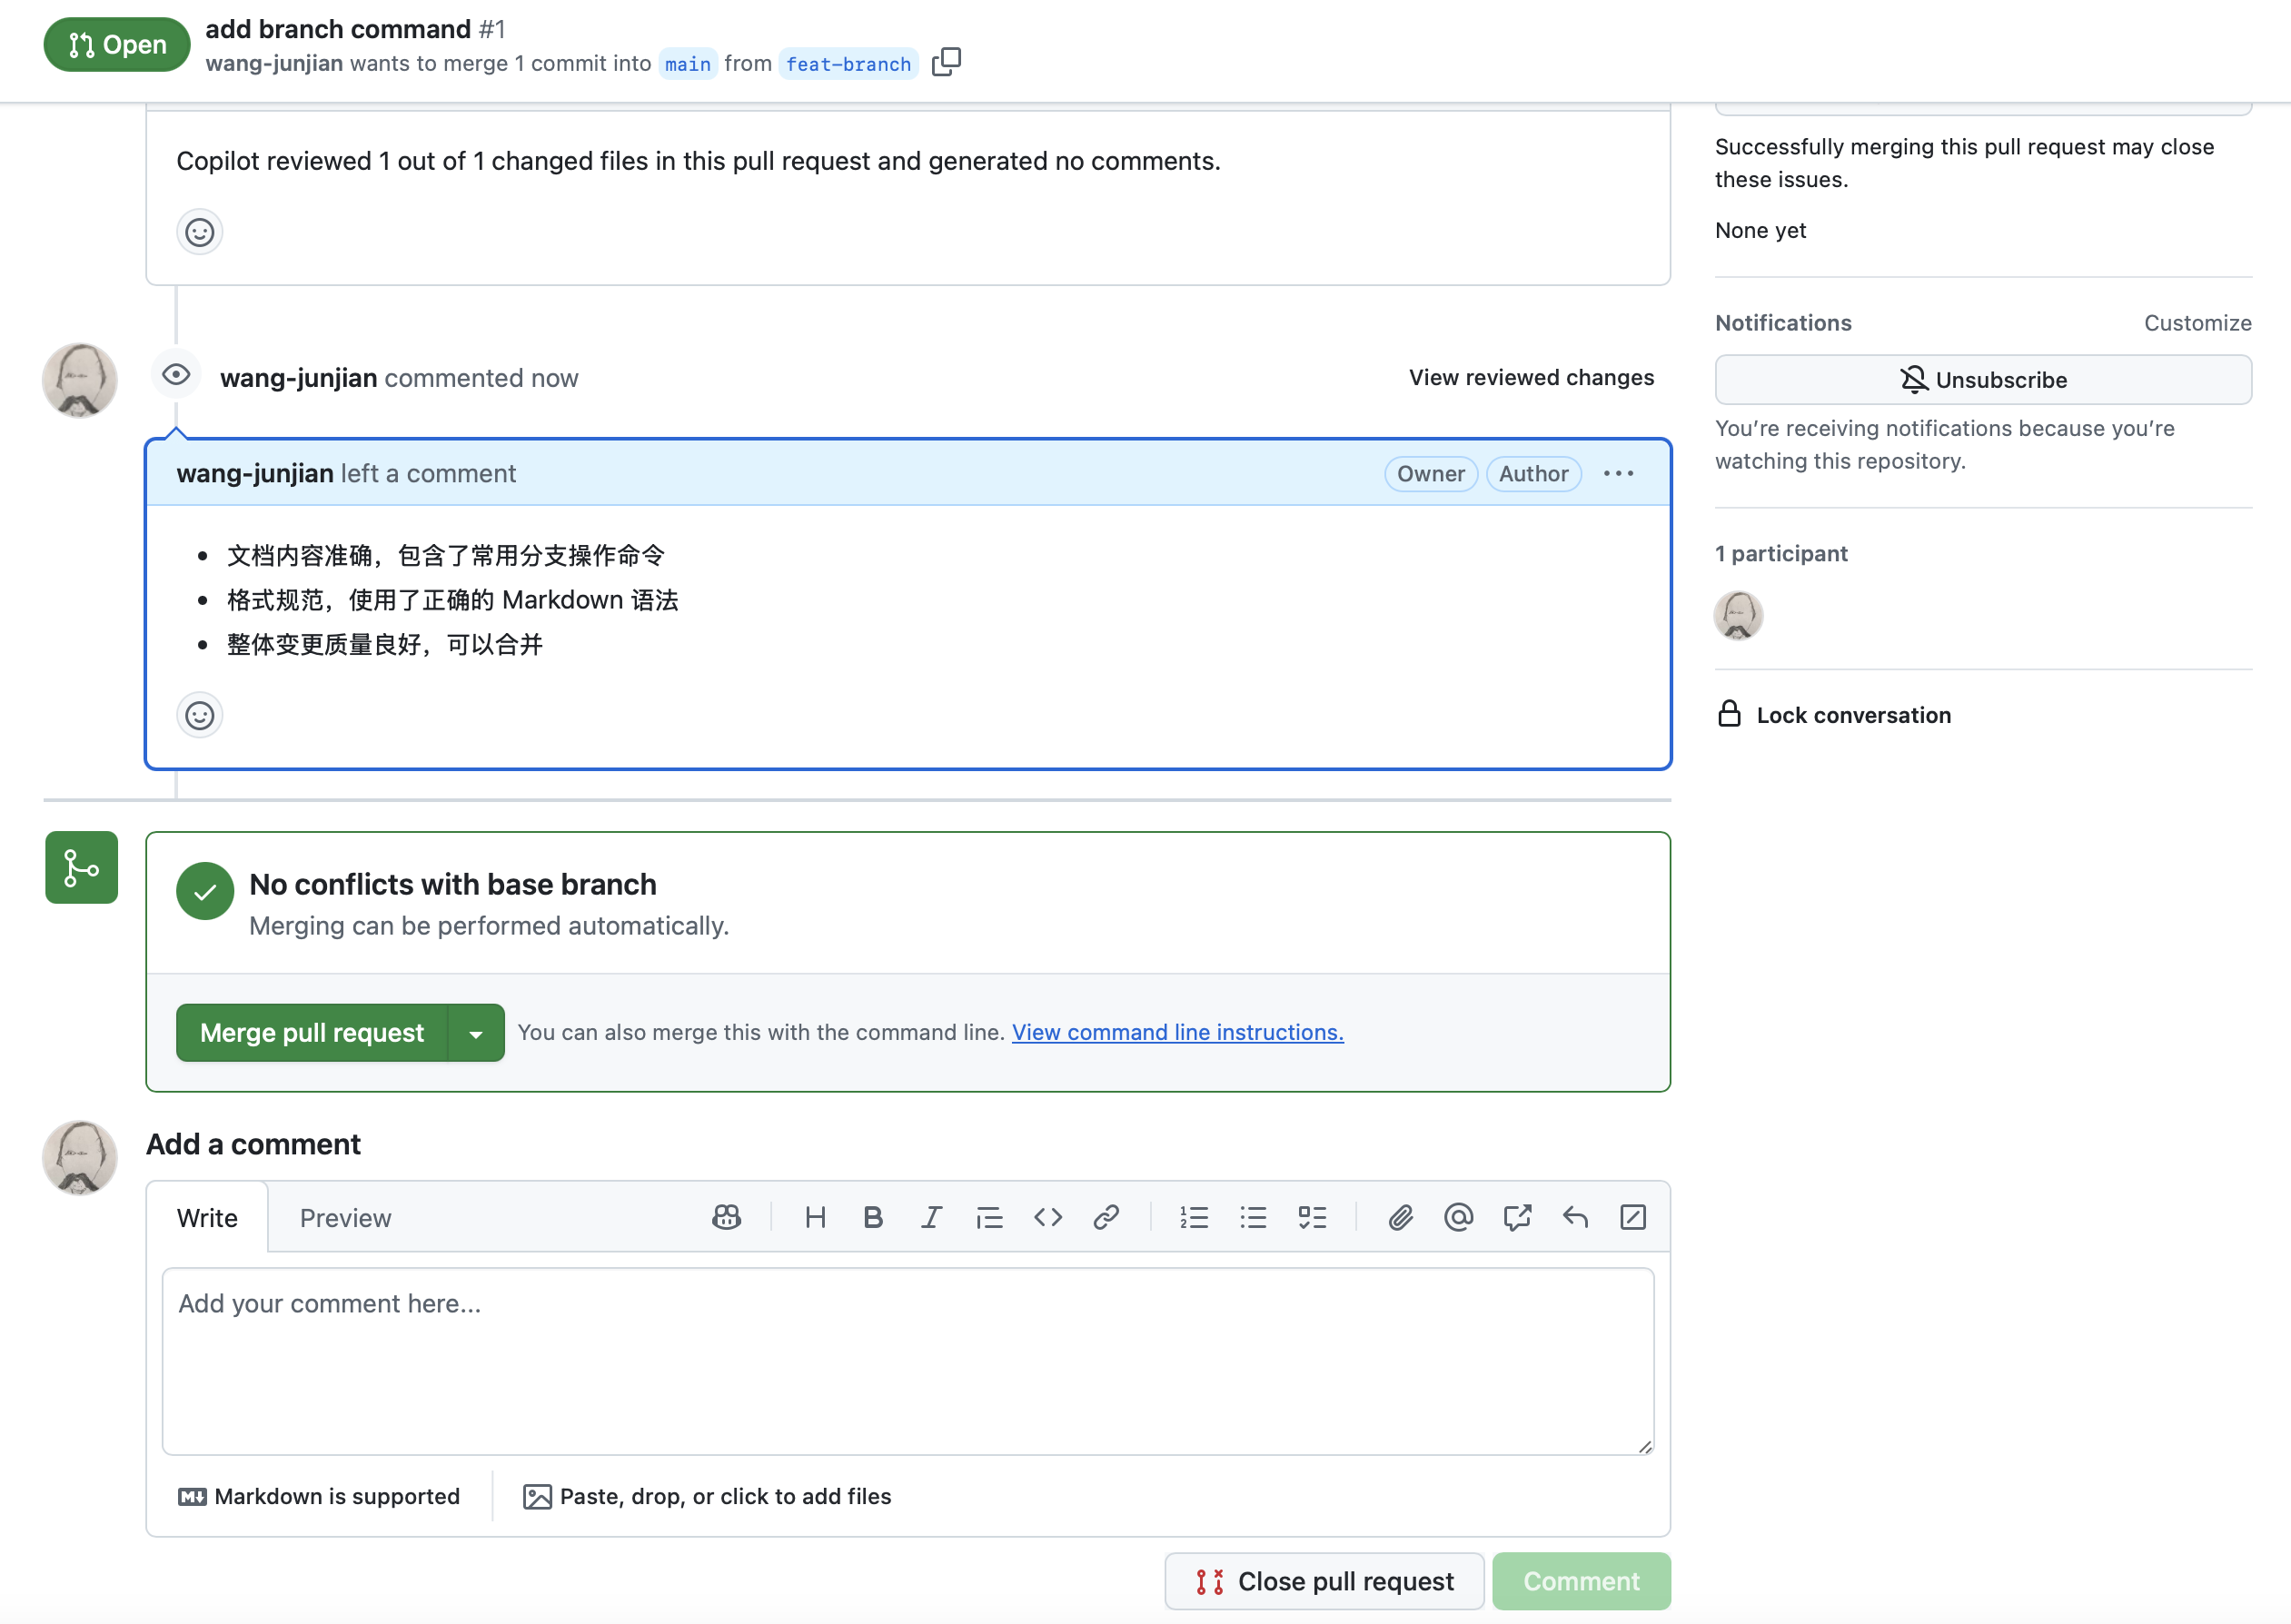 Open
add branch command #1
wang-junjian wants to merge 1 commit into main from feat-branch
Copilot reviewed 1 out of 1 changed files in this pull request and generated no comments.
wang-junjian commented now
View reviewed changes
wang-junjian left a comment
Owner
Author
文档内容准确，包含了常用分支操作命令
格式规范，使用了正确的 Markdown 语法
整体变更质量良好，可以合并
No conflicts with base branch
Merging can be performed automatically.
Merge pull request
You can also merge this with the command line. View command line instructions.
Add a comment
Write
Preview
Add your comment here...
Markdown is supported
Paste, drop, or click to add files
Close pull request
Comment
Successfully merging this pull request may close
these issues.
None yet
Notifications
Customize
Unsubscribe
You’re receiving notifications because you’re
watching this repository.
1 participant
Lock conversation